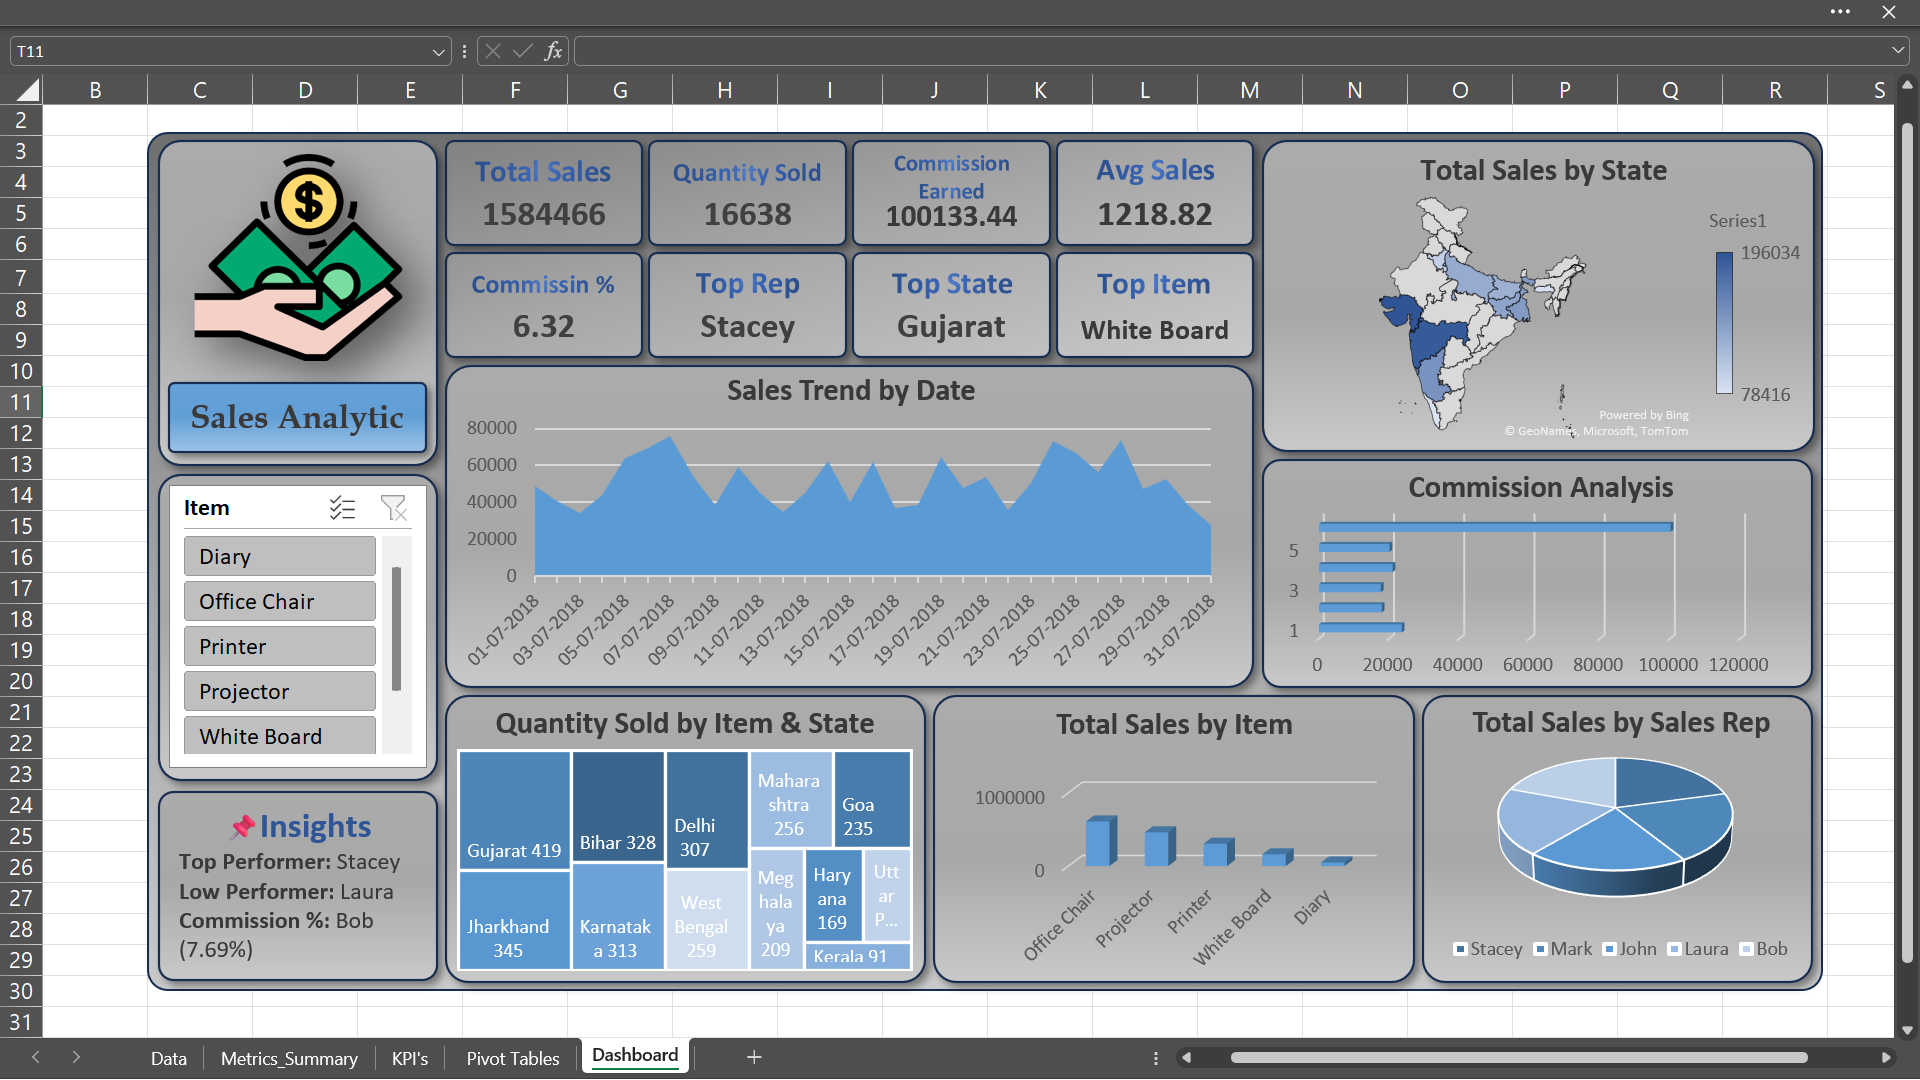 T11
fx
B C D E F G H I J K L M N O P Q R S
2
3
4
5
6
7
8
9
10
11
12
13
14
15
16
17
18
19
20
21
22
23
24
25
26
27
28
29
30
31
$
Sales Analytic
Total Sales
1584466
Quantity Sold
16638
Commission
Earned
100133.44
Avg Sales
1218.82
Commissin %
6.32
Top Rep
Stacey
Top State
Gujarat
Top Item
White Board
Total Sales by State
Series1
196034
78416
Powered by Bing
© GeoNames, Microsoft, TomTom
Sales Trend by Date
80000
60000
40000
20000
0
01-07-2018
03-07-2018
05-07-2018
07-07-2018
09-07-2018
11-07-2018
13-07-2018
15-07-2018
17-07-2018
19-07-2018
21-07-2018
23-07-2018
25-07-2018
27-07-2018
29-07-2018
31-07-2018
Commission Analysis
5
3
1
0 20000 40000 60000 80000 100000 120000
Item
Diary
Office Chair
Printer
Projector
White Board
Insights
Top Performer: Stacey
Low Performer: Laura
Commission %: Bob
(7.69%)
Quantity Sold by Item & State
Gujarat 419
Jharkhand
345
Bihar 328
Karnatak
a 313
Delhi
307
West
Bengal
259
Mahara
shtra
256
Goa
235
Meg
hala
ya
209
Hary
ana
169
Utt
ar
P...
Kerala 91
Total Sales by Item
1000000
0
Office Chair
Projector
Printer
White Board
Diary
Total Sales by Sales Rep
Stacey Mark John Laura Bob
Data Metrics_Summary KPI's Pivot Tables Dashboard